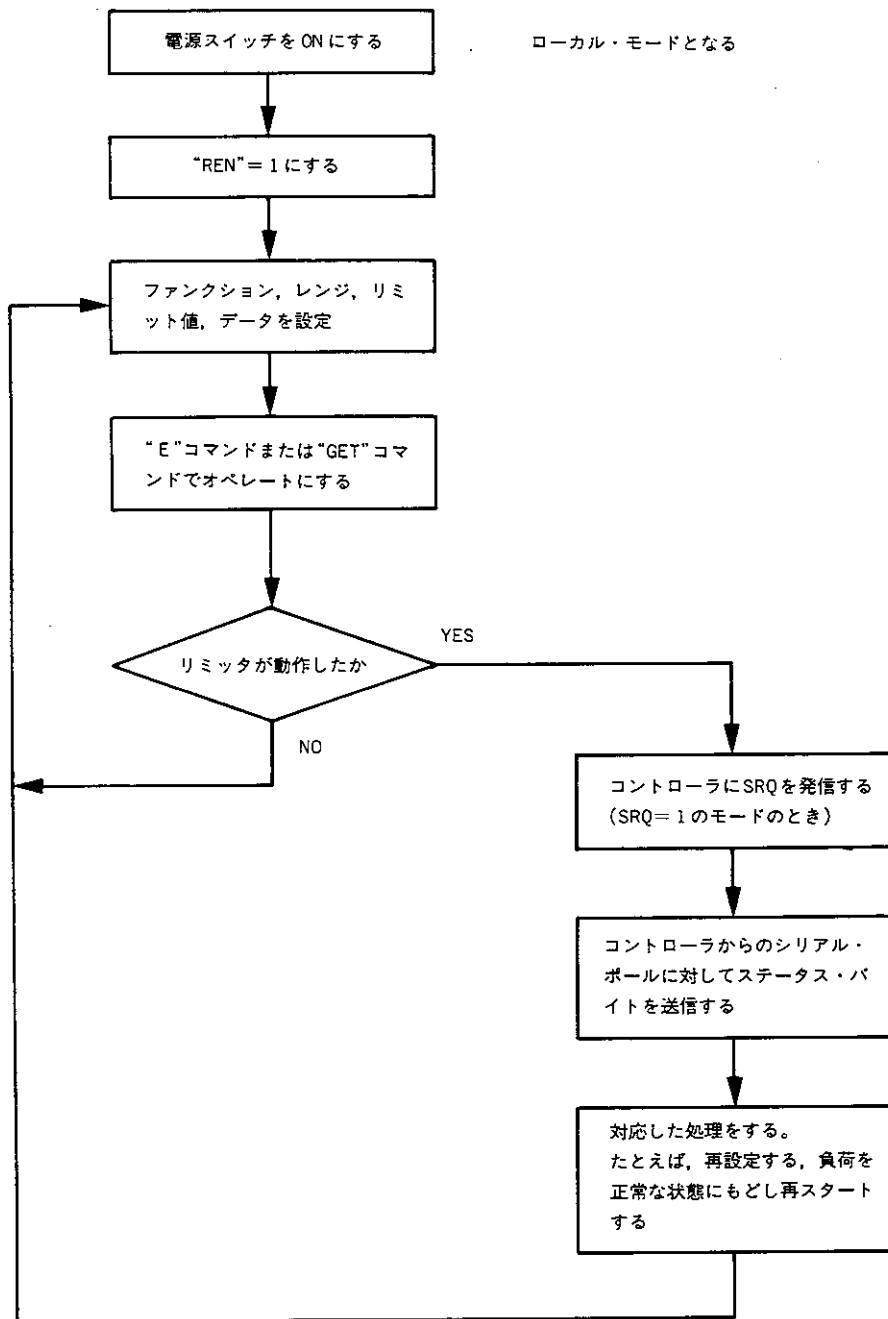 電源スイッチをONにする
ローカル・モードとなる
“REN”=1にする
ファンクション，レンジ，リミ
ット値，データを設定
“E”コマンドまたは“GET”コマ
ンドでオペレートにする
リミッタが動作したか
YES
NO
コントローラにSRQを発信する
（SRQ=1のモードのとき）
コントローラからのシリアル・
ポールに対してステータス・バ
イトを送信する
対応した処理をする。
たとえば，再設定する，負荷を
正常な状態にもどし再スタート
する